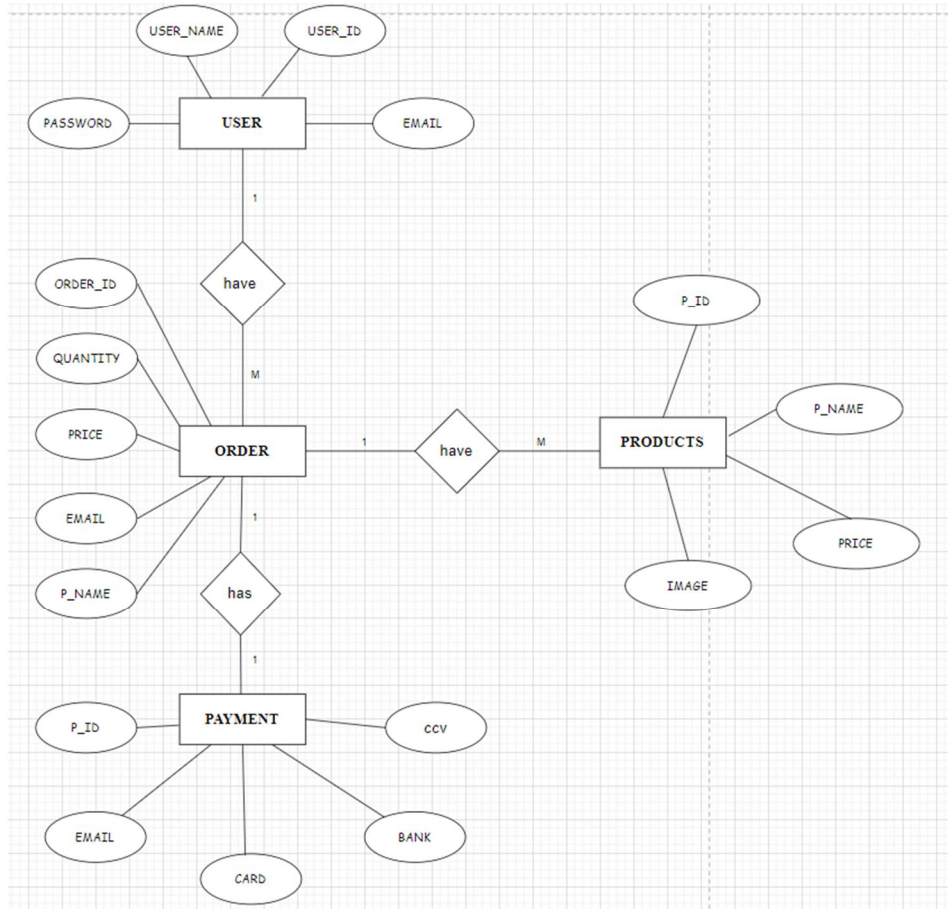 USER_NAME
USER_ID
PASSWORD
USER
EMAIL
1
have
ORDER_ID
P_ID
QUANTITY
M
P_NAME
PRICE
ORDER
1
have
M
PRODUCTS
EMAIL
1
PRICE
P_NAME
has
IMAGE
1
P_ID
PAYMENT
CCV
EMAIL
BANK
CARD